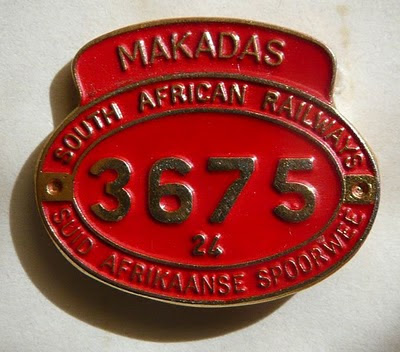 MAKADAS
SOUTH AFRICAN RAILWAYS
3675
24
SUID AFRIKAANSE SPOORWEË